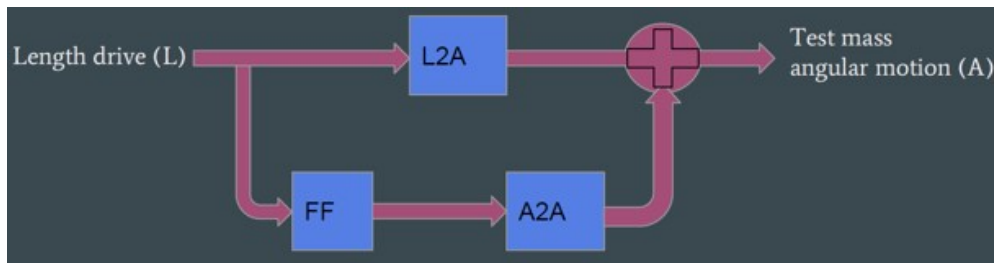 Length drive (L)
L2A
Test mass
angular motion (A)
FF
A2A